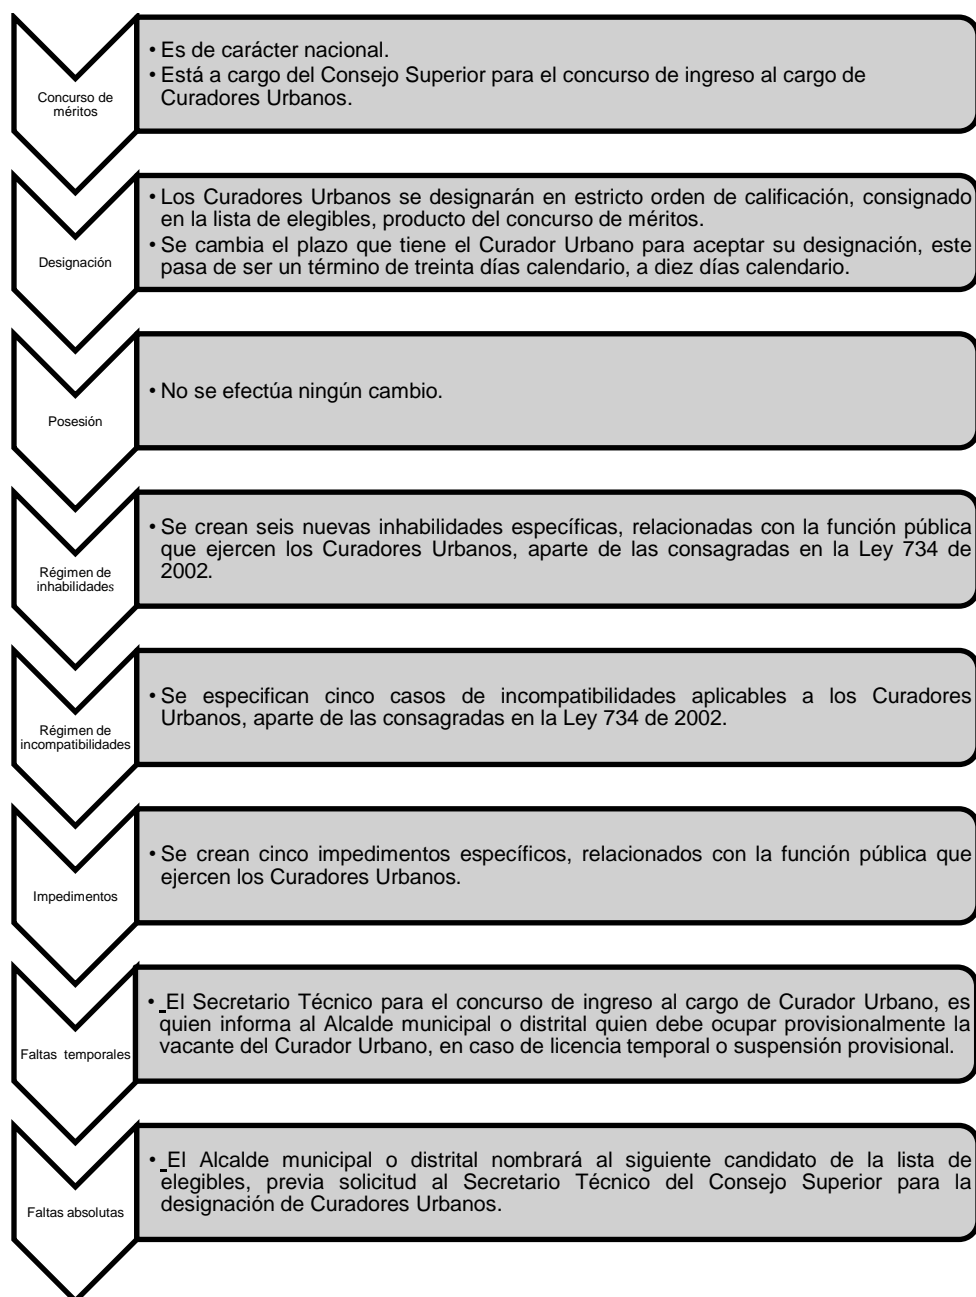 Concurso de
méritos
• Es de carácter nacional.
• Está a cargo del Consejo Superior para el concurso de ingreso al cargo de
Curadores Urbanos.
Designación
• Los Curadores Urbanos se designarán en estricto orden de calificación, consignado
en la lista de elegibles, producto del concurso de méritos.
• Se cambia el plazo que tiene el Curador Urbano para aceptar su designación, este
pasa de ser un término de treinta días calendario, a diez días calendario.
Posesión
• No se efectúa ningún cambio.
Régimen de
inhabilidades
• Se crean seis nuevas inhabilidades específicas, relacionadas con la función pública
que ejercen los Curadores Urbanos, aparte de las consagradas en la Ley 734 de
2002.
Régimen de
incompatibilidades
• Se especifican cinco casos de incompatibilidades aplicables a los Curadores
Urbanos, aparte de las consagradas en la Ley 734 de 2002.
Impedimentos
• Se crean cinco impedimentos específicos, relacionados con la función pública que
ejercen los Curadores Urbanos.
Faltas temporales
• El Secretario Técnico para el concurso de ingreso al cargo de Curador Urbano, es
quien informa al Alcalde municipal o distrital quien debe ocupar provisionalmente la
vacante del Curador Urbano, en caso de licencia temporal o suspensión provisional.
Faltas absolutas
• El Alcalde municipal o distrital nombrará al siguiente candidato de la lista de
elegibles, previa solicitud al Secretario Técnico del Consejo Superior para la
designación de Curadores Urbanos.